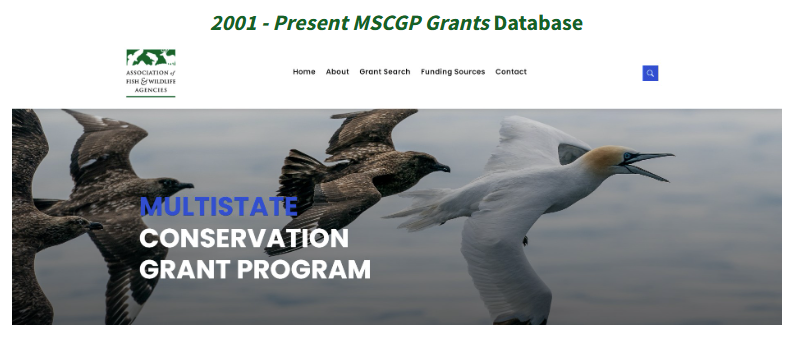 2001 - Present MSCGP Grants Database
ASSOCIATION of
FISH & WILDLIFE
AGENCIES
Home About Grant Search Funding Sources Contact
MULTISTATE
CONSERVATION
GRANT PROGRAM